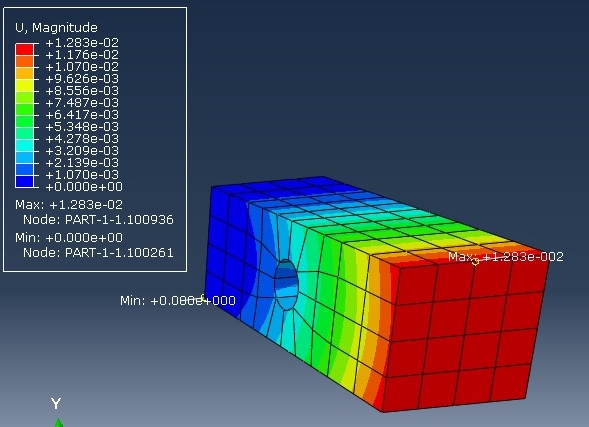 U, Magnitude
+1.283e-02
+1.176e-02
+1.070e-02
+9.626e-03
+8.556e-03
+7.487e-03
+6.417e-03
+5.348e-03
+4.278e-03
+3.209e-03
+2.139e-03
+1.070e-03
+0.000e+00
Max: +1.283e-02
Node: PART-1-1.100936
Min: +0.000e+00
Node: PART-1-1.100261
Max: +1.283e-002
Min: +0.000e+000
Y